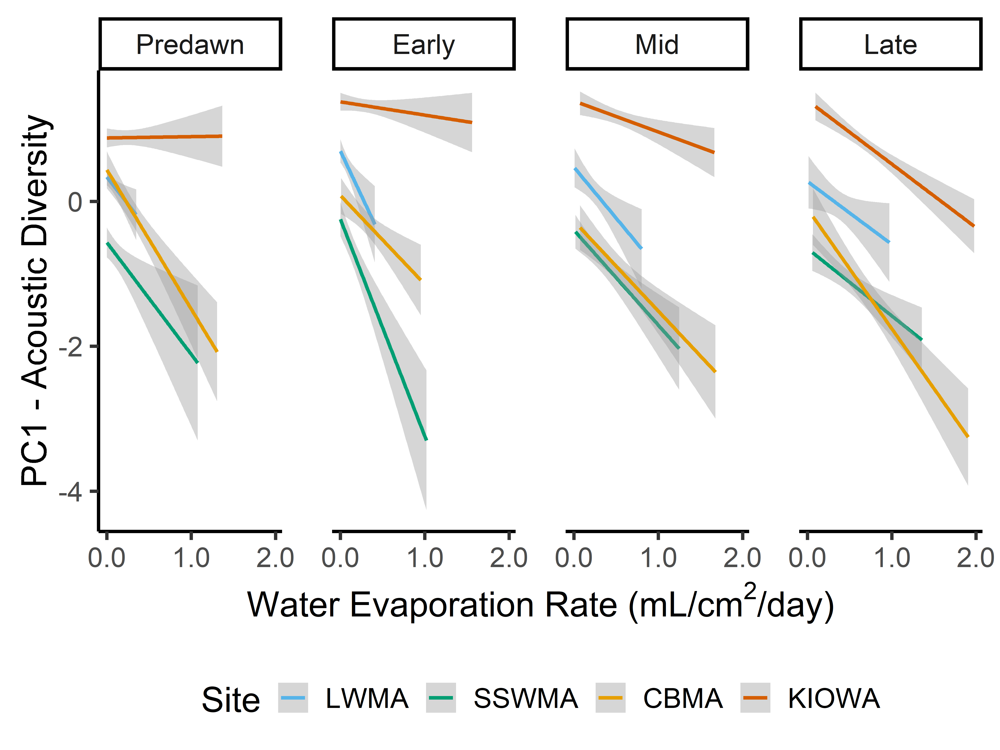 Predawn Early Mid Late
PC1 - Acoustic Diversity
0
-2
-4
0.0 1.0 2.0 0.0 1.0 2.0 0.0 1.0 2.0 0.0 1.0 2.0
Water Evaporation Rate (mL/cm²/day)
Site LWMA SSWMA CBMA KIOWA